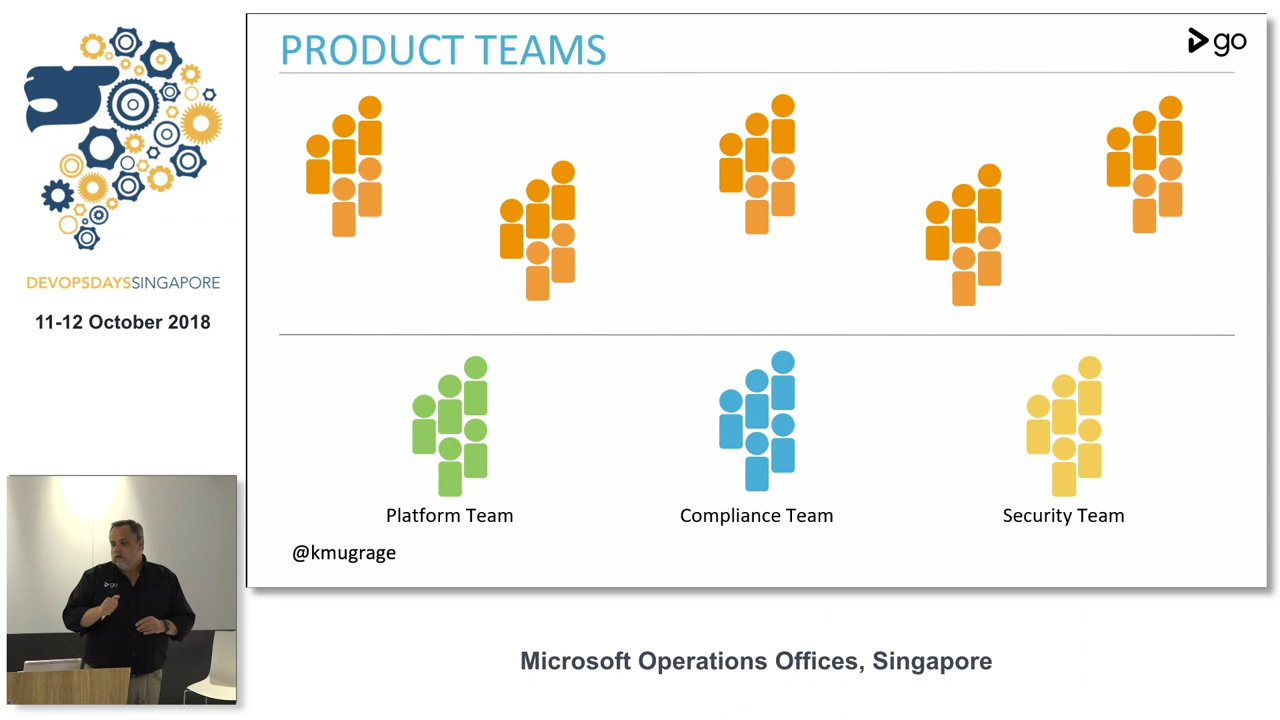 DEVOPSDAYSSINGAPORE
11-12 October 2018
PRODUCT TEAMS
go
Platform Team
Compliance Team
Security Team
@kmugrage
go
Microsoft Operations Offices, Singapore